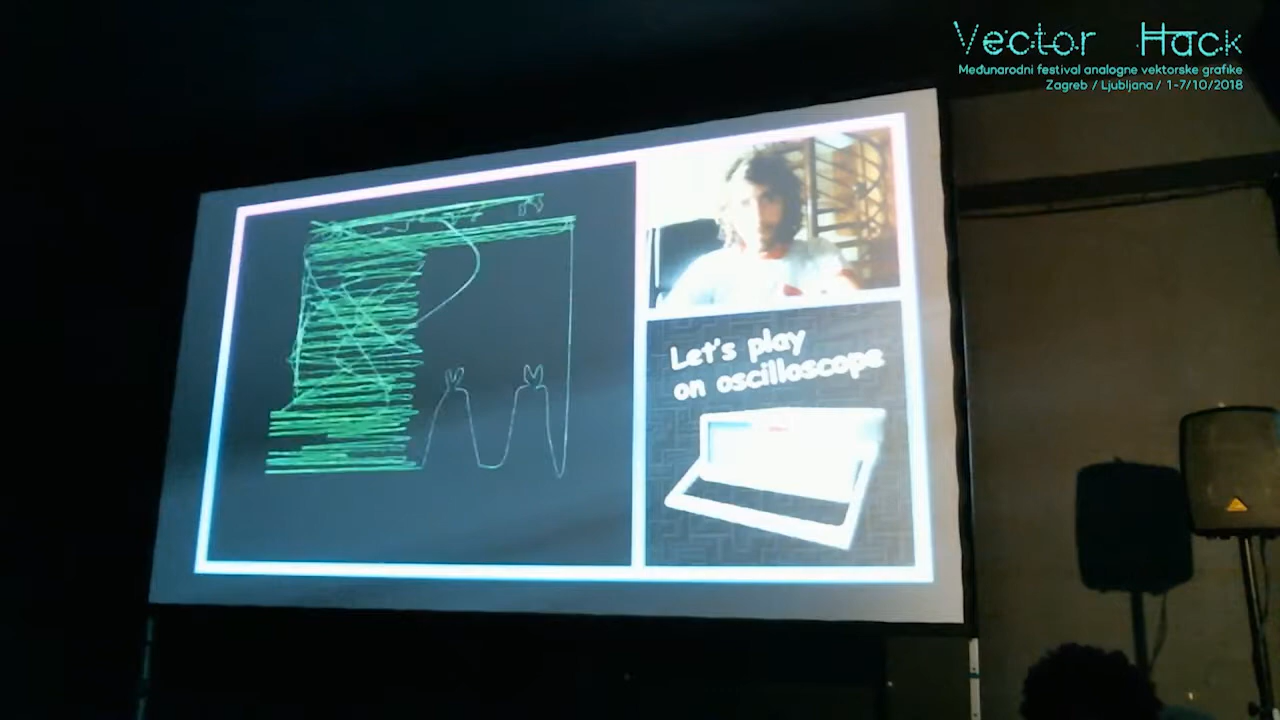 Vector Hack
Međunarodni festival analogne vektorske grafike
Zagreb / Ljubljana / 1-7/10/2018
Let's play
on oscilloscope